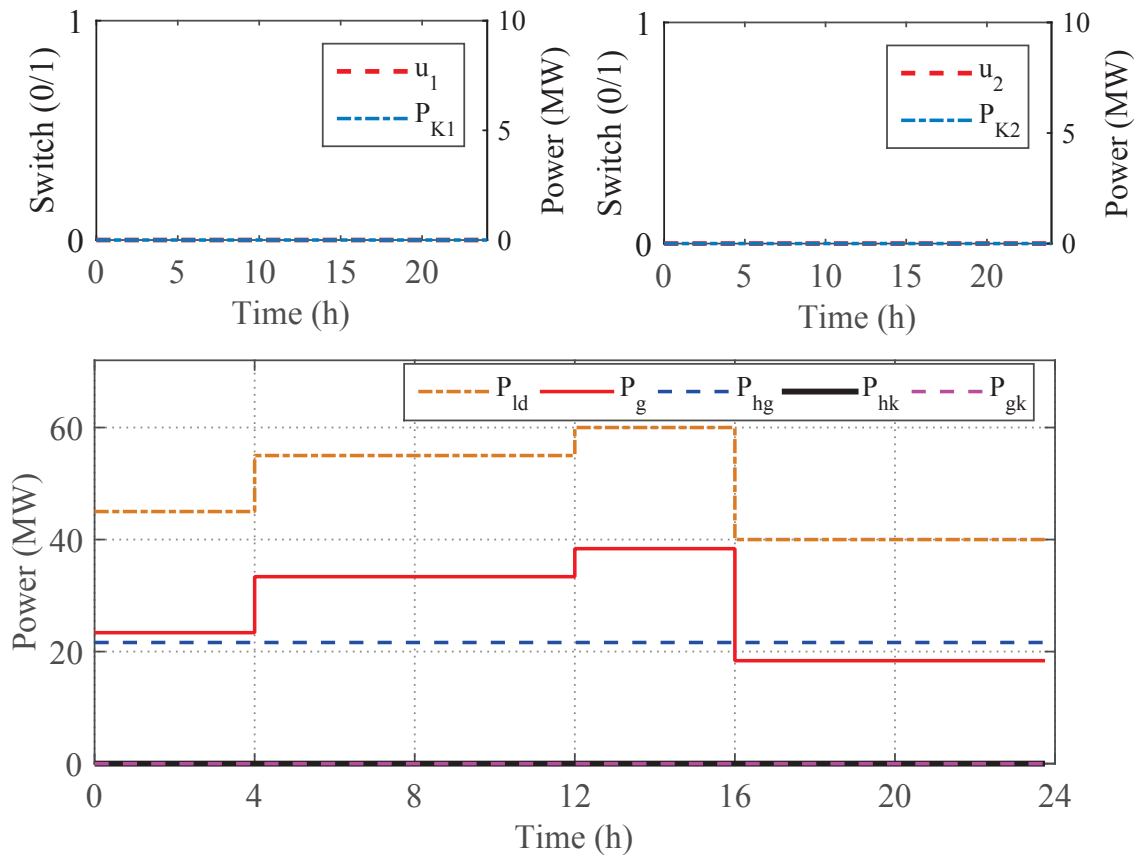 Switch (0/1)
1
0
u1
PK1
10
5
0
Power (MW)
0 5 10 15 20
Time (h)
Switch (0/1)
1
0
u2
PK2
10
5
0
Power (MW)
0 5 10 15 20
Time (h)
Pld Pg Phg Phk Pgk
Power (MW)
60
40
20
0
0 4 8 12 16 20 24
Time (h)